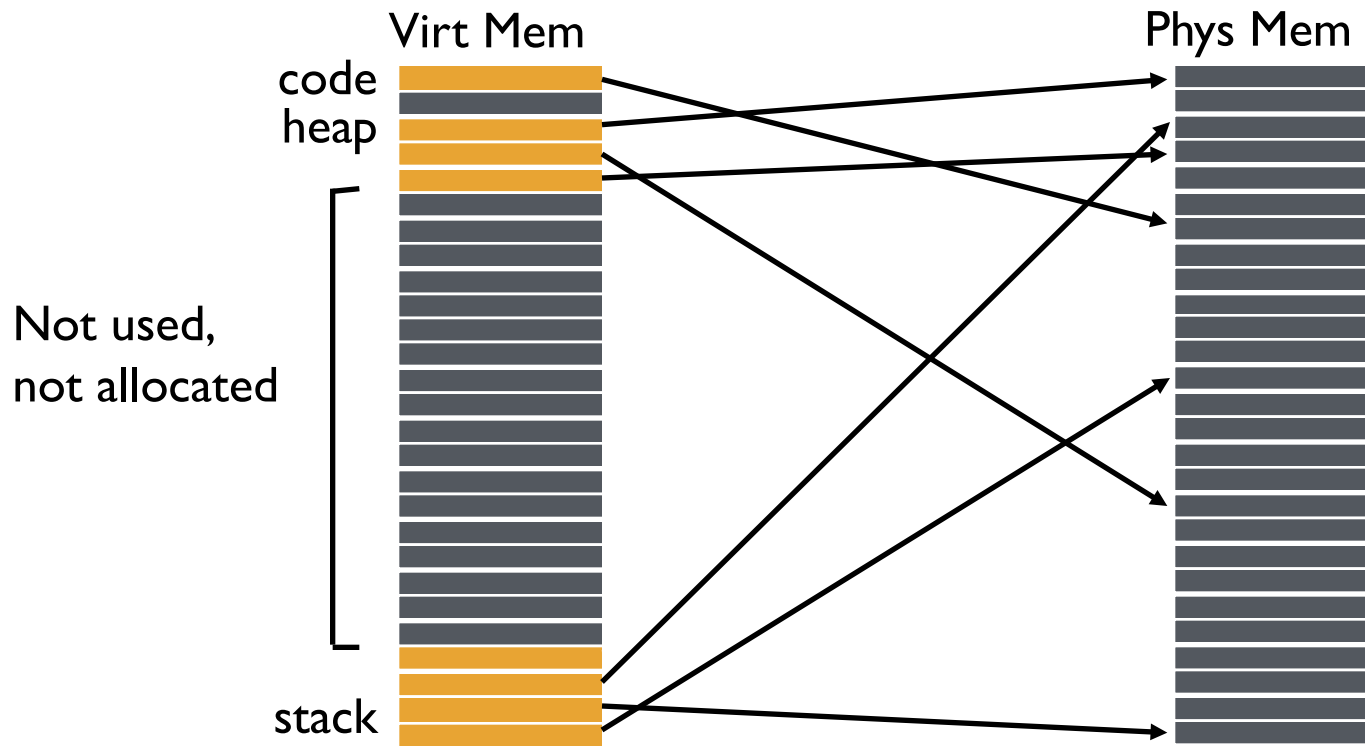 Virt Mem
Phys Mem
code
heap
Not used,
not allocated
stack